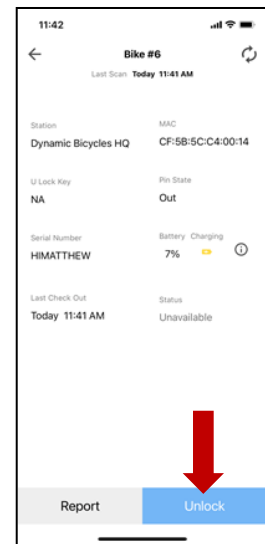 11:42
Bike #6
Last Scan Today 11:41 AM
Station MAC
Dynamic Bicycles HQ CF:5B:5C:C4:00:14
U Lock Key Pin State
NA Out
Serial Number Battery Charging
HIMATTHEW 7%
Last Check Out Status
Today 11:41 AM Unavailable
Report Unlock